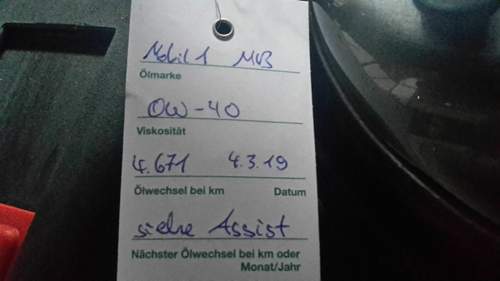 Mobil 1 MB
Ölmarke
0W-40
Viskosität
4.671 4.3.19
Ölwechsel bei km Datum
siehe Assist
Nächster Ölwechsel bei km oder
Monat/Jahr